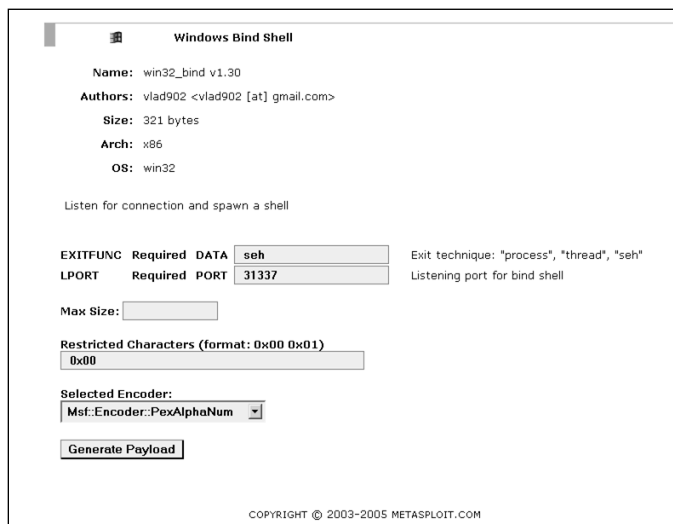 Windows Bind Shell
Name: win32_bind v1.30
Authors: vlad902 <vlad902 [at] gmail.com>
Size: 321 bytes
Arch: x86
OS: win32
Listen for connection and spawn a shell
EXITFUNC Required DATA seh Exit technique: "process", "thread", "seh"
LPORT Required PORT 31337 Listening port for bind shell
Max Size:
Restricted Characters (format: 0x00 0x01)
0x00
Selected Encoder:
Msf::Encoder::PexAlphaNum
Generate Payload
COPYRIGHT © 2003-2005 METASPLOIT.COM